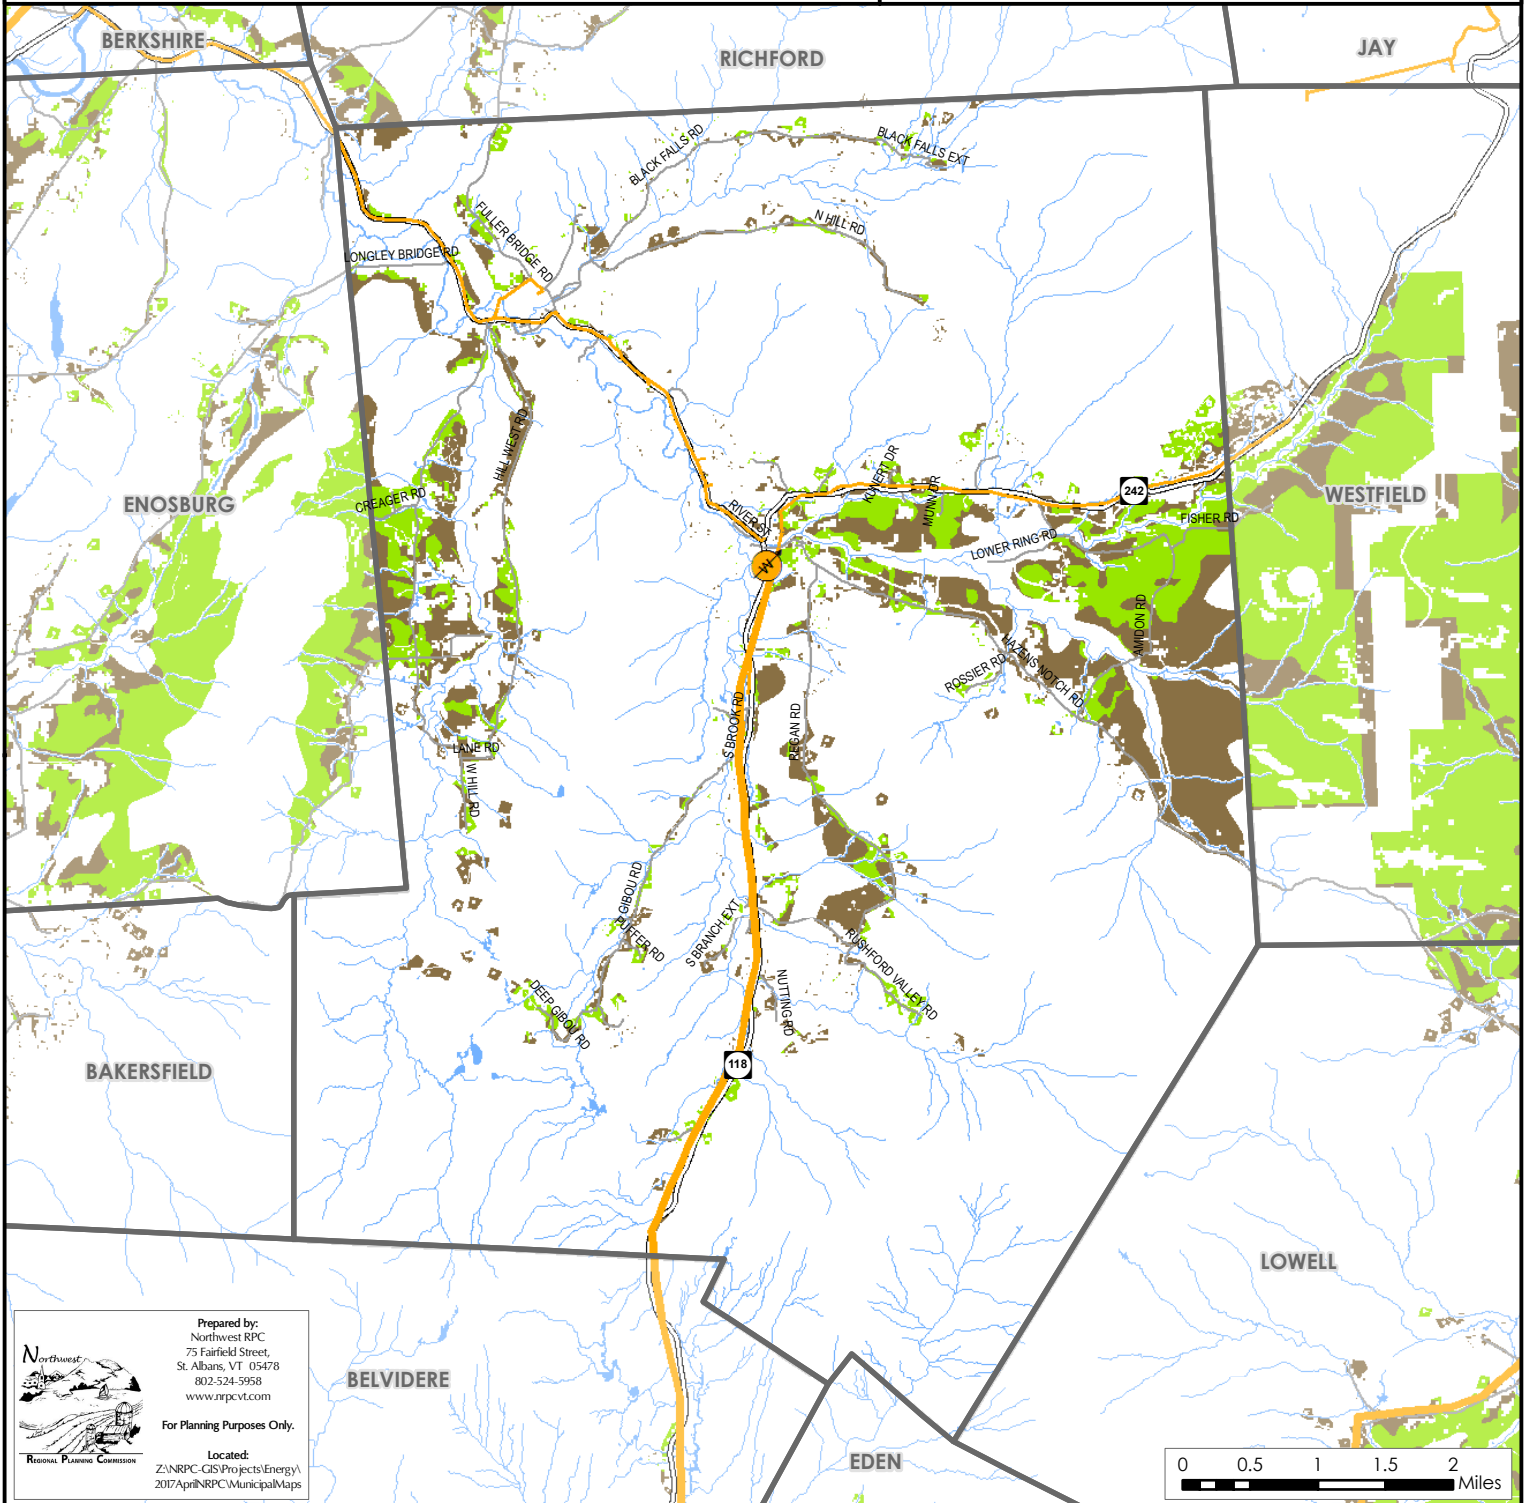 BERKSHIRE
RICHFORD
JAY
BLACK FALLS RD
BLACK FALLS EXT
FULLER BRIDGE RD
N HILL RD
LONGLEY BRIDGE RD
HILL WEST RD
CREAGER RD
ENOSBURG
KUNERT DR
MUNN DR
242
WESTFIELD
RIVER ST
FISHER RD
LOWER RING RD
W
AMIDON RD
HAZENS NOTCH RD
ROSSIER RD
S BROOK RD
REGAN RD
LANE RD
W HILL RD
GIBOU RD
PUFFER RD
S BRANCH EXT
RUSHFORD VALLEY RD
NUTTING RD
DEEP GIBOU RD
118
BAKERSFIELD
LOWELL
BELVIDERE
EDEN
Northwest
REGIONAL PLANNING COMMISSION
Prepared by:
Northwest RPC
75 Fairfield Street,
St. Albans, VT 05478
802-524-5958
www.nrpcvt.com
For Planning Purposes Only.
Located:
Z:\NRPC-GIS\Projects\Energy\
2017AprilNRPC\MunicipalMaps
0 0.5 1 1.5 2
Miles